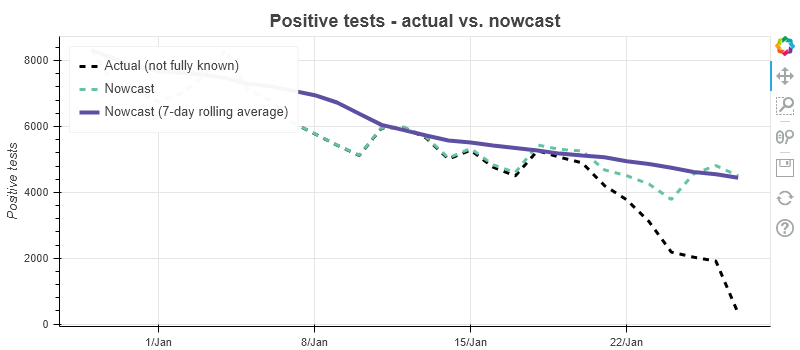 Positive tests - actual vs. nowcast
Actual (not fully known)
Nowcast
Nowcast (7-day rolling average)
Positive tests
8000
6000
4000
2000
0
1/Jan
8/Jan
15/Jan
22/Jan
?